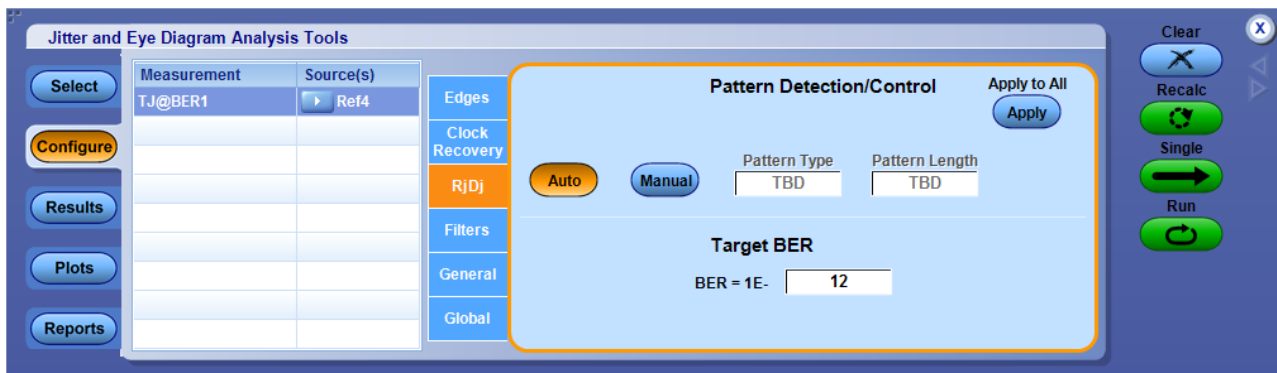 Jitter and Eye Diagram Analysis Tools
Select
Configure
Results
Plots
Reports
Measurement Source(s)
TJ@BER1 Ref4
Edges
Clock
Recovery
RjDj
Filters
General
Global
Pattern Detection/Control
Apply to All
Apply
Auto
Manual
Pattern Type
TBD
Pattern Length
TBD
Target BER
BER = 1E- 12
Clear
X
Recalc
Single
Run